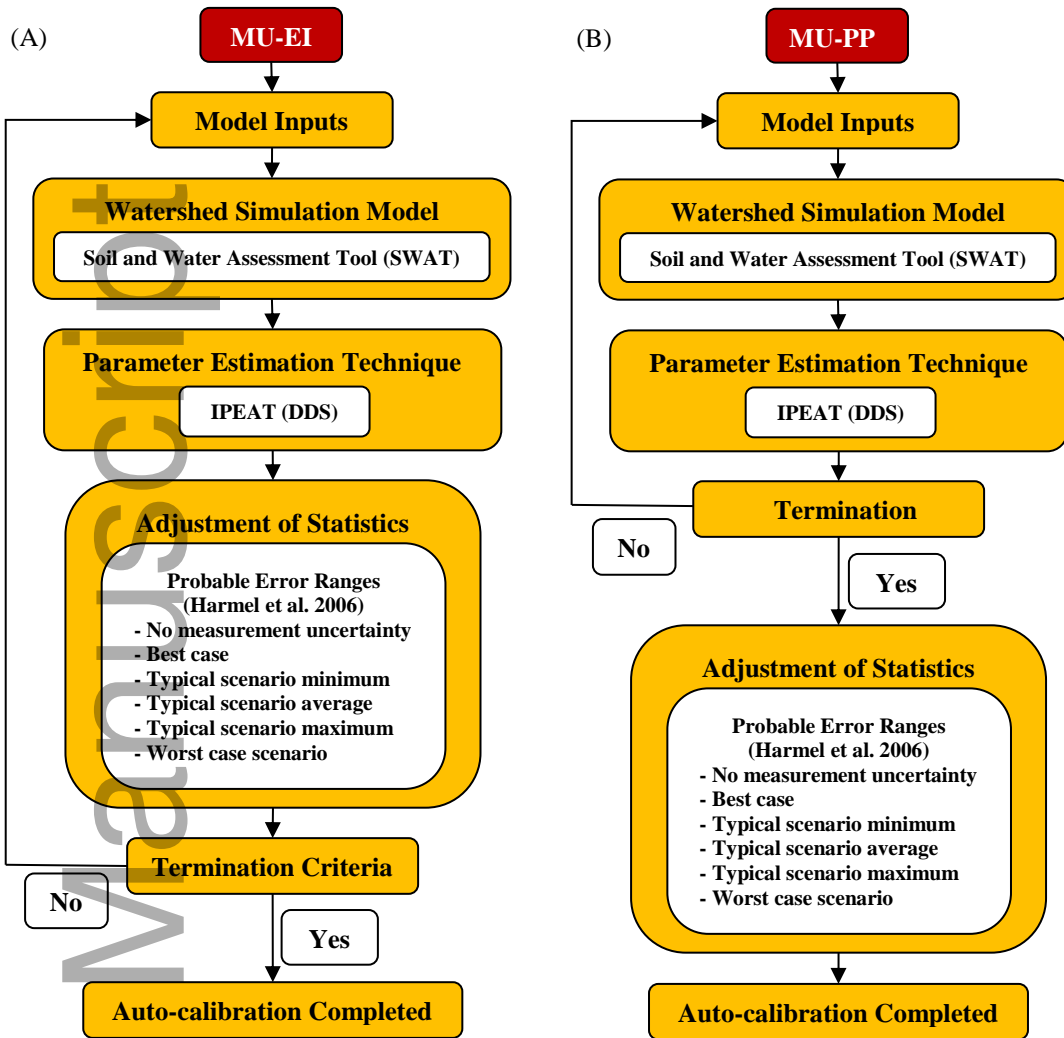 (A)
MU-EI
Model Inputs
Watershed Simulation Model
Soil and Water Assessment Tool (SWAT)
Parameter Estimation Technique
IPEAT (DDS)
Adjustment of Statistics
Probable Error Ranges
(Harmel et al. 2006)
- No measurement uncertainty
- Best case
- Typical scenario minimum
- Typical scenario average
- Typical scenario maximum
- Worst case scenario
Termination Criteria
No
Yes
Auto-calibration Completed
(B)
MU-PP
Model Inputs
Watershed Simulation Model
Soil and Water Assessment Tool (SWAT)
Parameter Estimation Technique
IPEAT (DDS)
Termination
No
Yes
Adjustment of Statistics
Probable Error Ranges
(Harmel et al. 2006)
- No measurement uncertainty
- Best case
- Typical scenario minimum
- Typical scenario average
- Typical scenario maximum
- Worst case scenario
Auto-calibration Completed
Manuscript